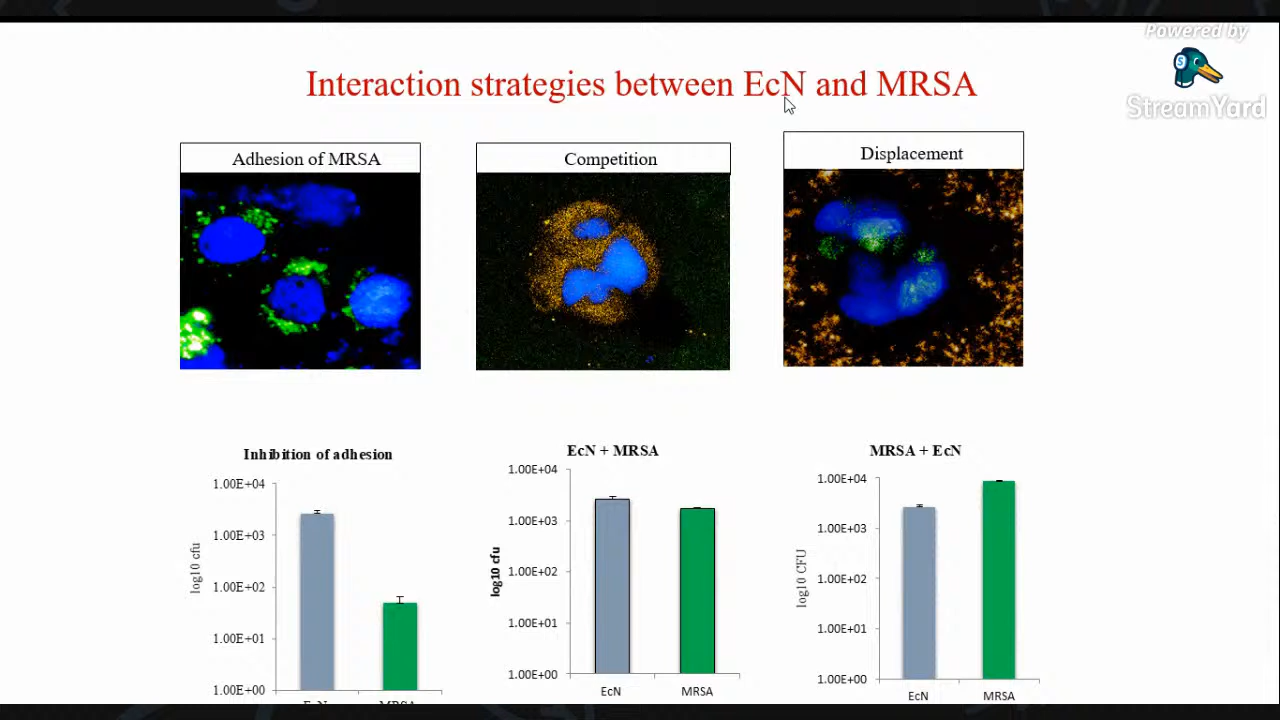 Powered by
StreamYard
Interaction strategies between EcN and MRSA
Adhesion of MRSA
Competition
Displacement
Inhibition of adhesion
log10 cfu
1.00E+04
1.00E+03
1.00E+02
1.00E+01
1.00E+00
EcN MRSA
EcN + MRSA
log10 cfu
1.00E+04
1.00E+03
1.00E+02
1.00E+01
1.00E+00
EcN MRSA
MRSA + EcN
log10 CFU
1.00E+04
1.00E+03
1.00E+02
1.00E+01
1.00E+00
EcN MRSA